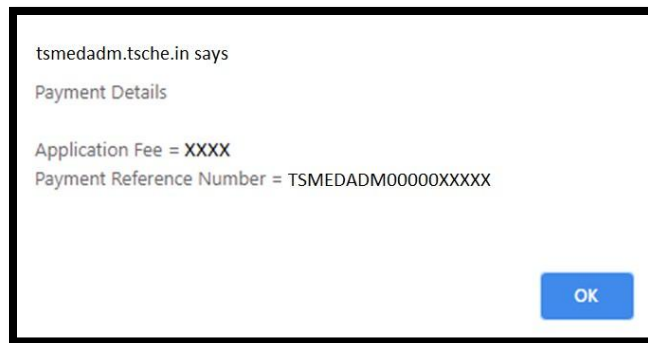 tsmedadm.tsche.in says
Payment Details
Application Fee = XXXX
Payment Reference Number = TSMEDADM00000XXXXX
OK